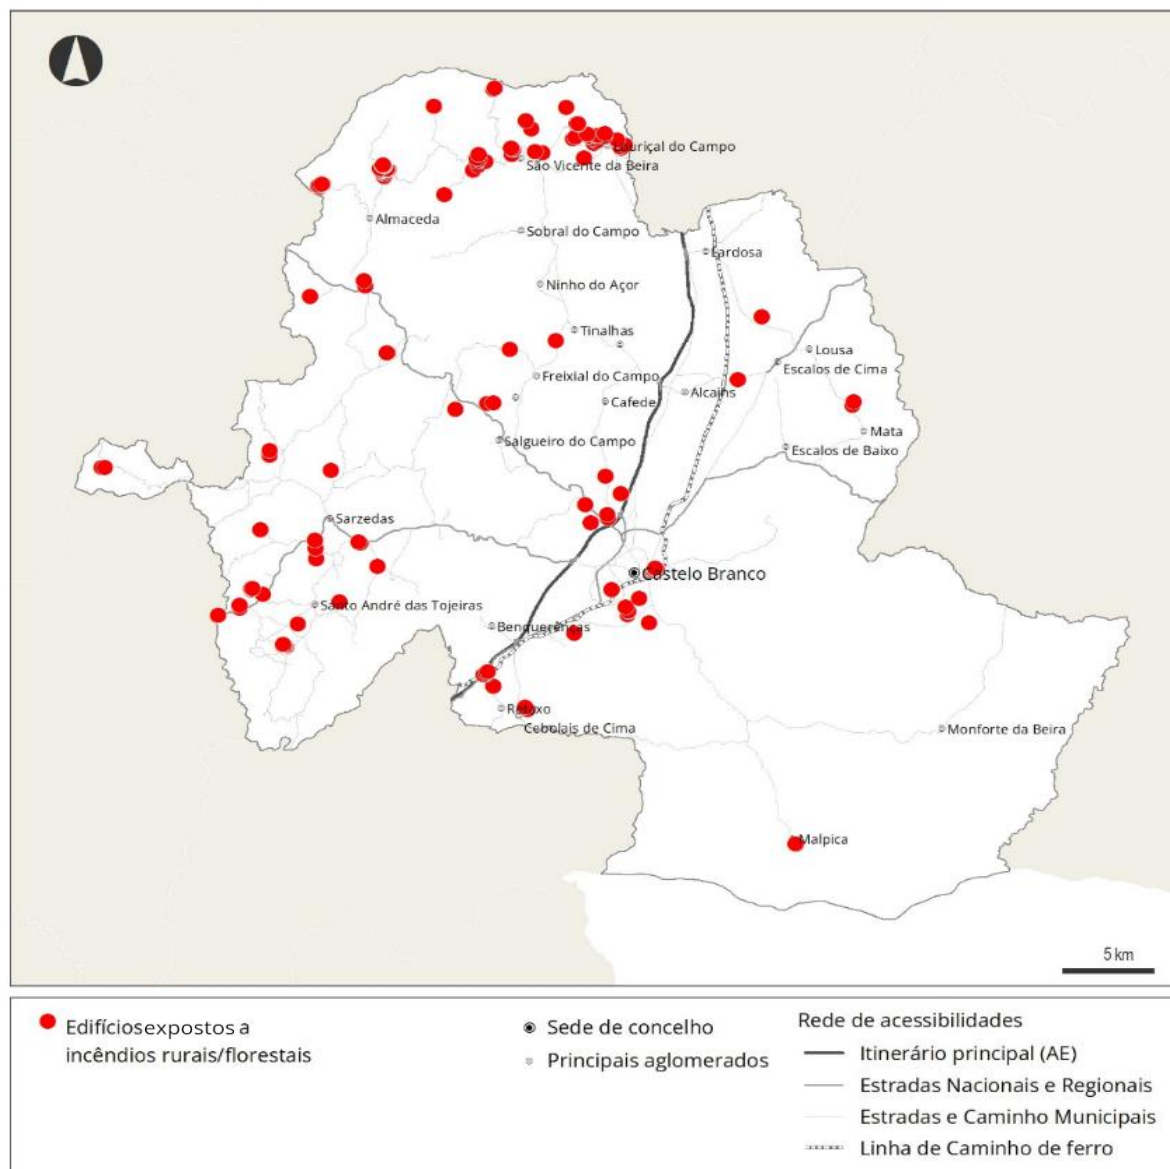 Louriçal do Campo
São Vicente da Beira
Almaceda
Sobral do Campo
Lardosa
Ninho do Açor
Tinalhas
Lousa
Escalos de Cima
Freixial do Campo
Alcains
Cafede
Mata
Salgueiro do Campo
Escalos de Baixo
Sarzedas
Castelo Branco
Santo André das Tojeiras
Benquerenças
Retaxo
Cebolais de Cima
Monforte da Beira
Malpica
5 km
Edifícios expostos a
incêndios rurais/florestais
Sede de concelho
Principais aglomerados
Rede de acessibilidades
Itinerário principal (AE)
Estradas Nacionais e Regionais
Estradas e Caminho Municipais
Linha de Caminho de ferro